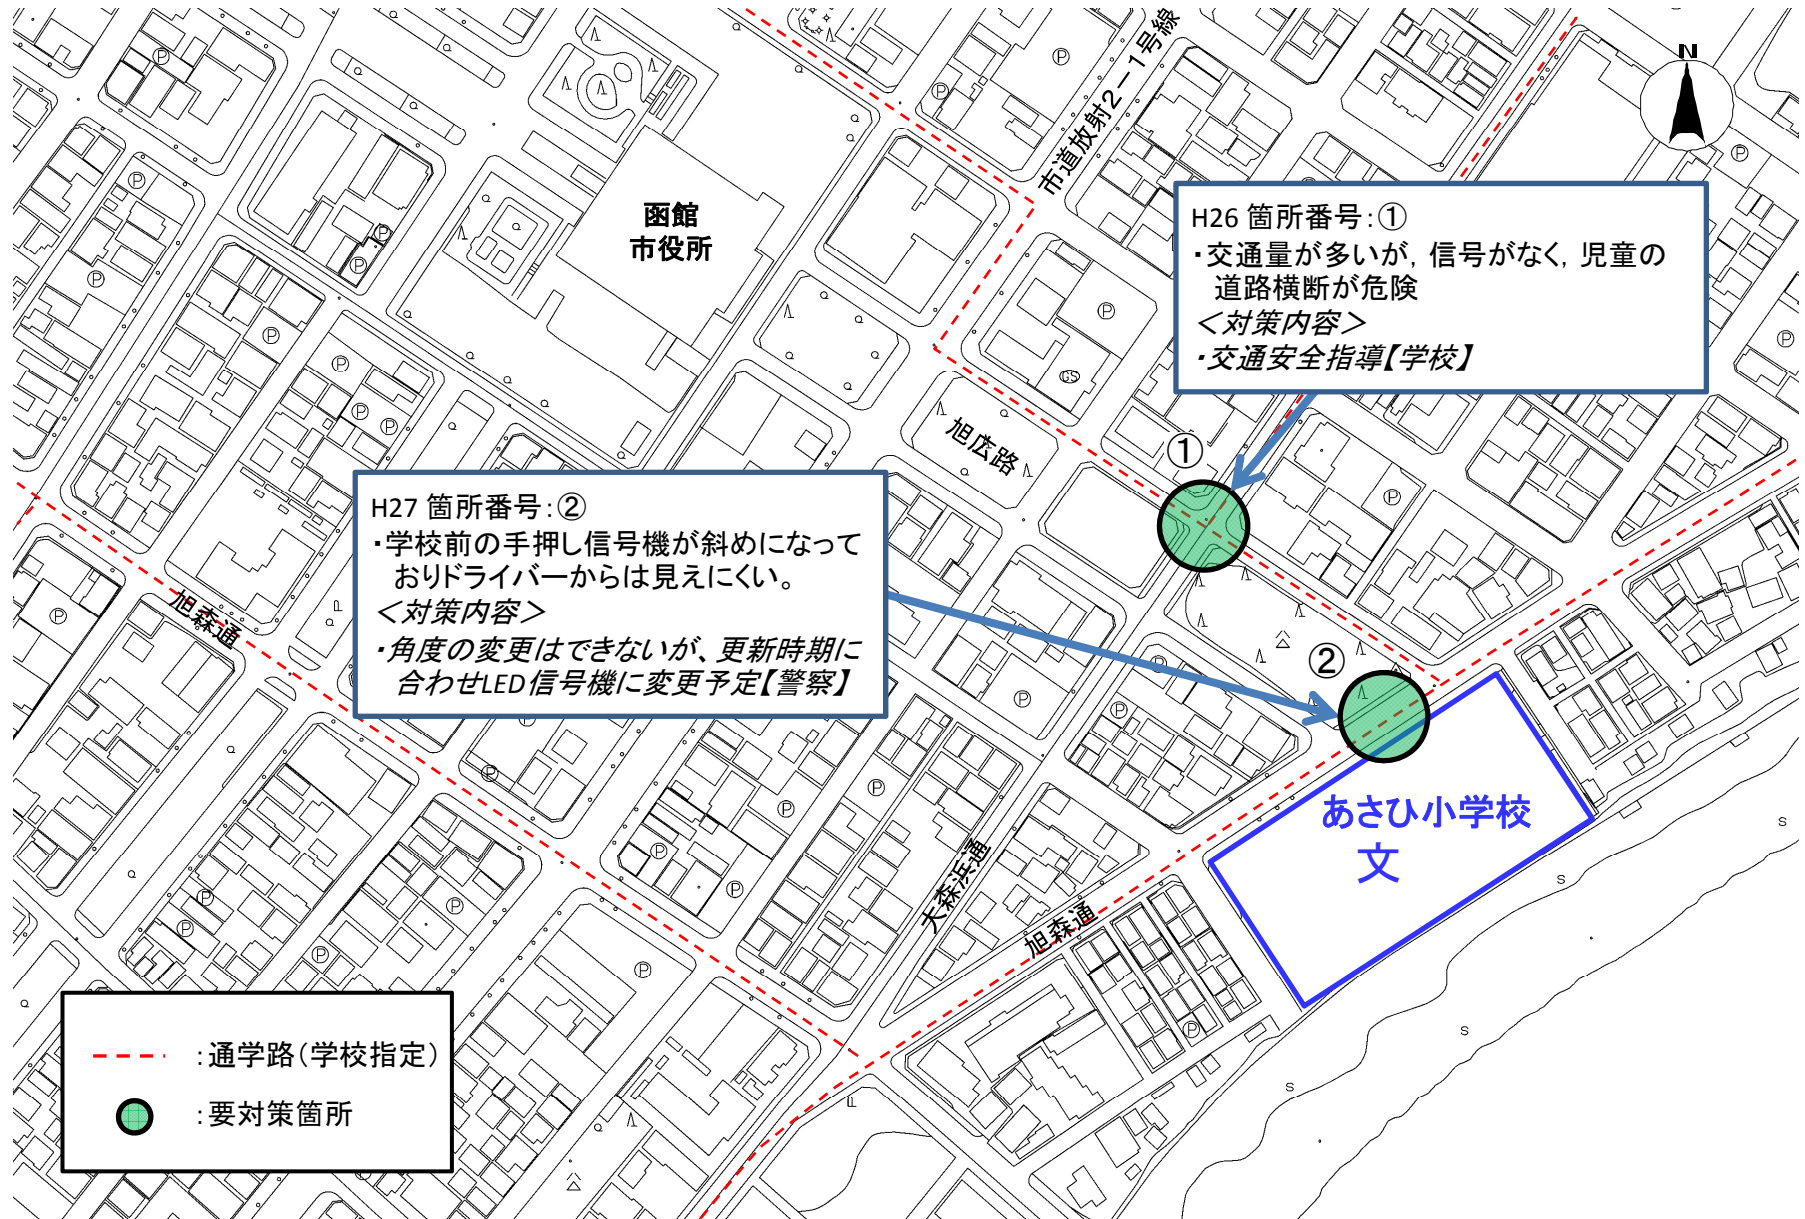 市道放射2－1号線
N
函館
市役所
H26 箇所番号：①
・交通量が多いが，信号がなく，児童の
道路横断が危険
＜対策内容＞
・交通安全指導【学校】
旭広路
①
H27 箇所番号：②
・学校前の手押し信号機が斜めになって
おりドライバーからは見えにくい。
＜対策内容＞
・角度の変更はできないが、更新時期に
合わせLED信号機に変更予定【警察】
旭森通
②
あさひ小学校
文
大森浜通
旭森通
：通学路（学校指定）
：要対策箇所